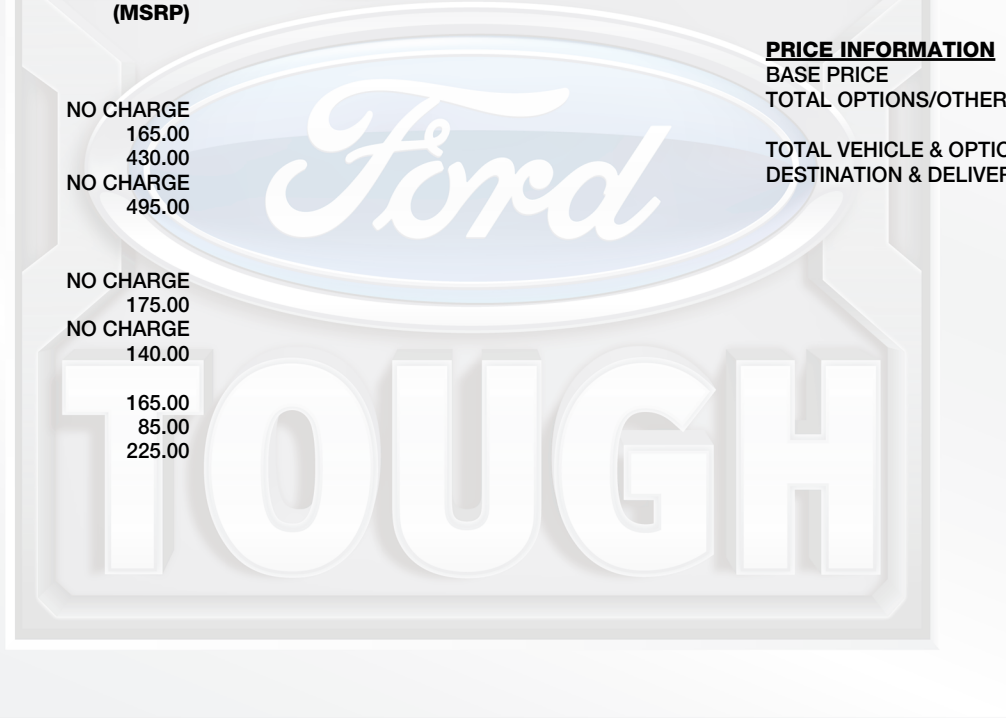 (MSRP)
NO CHARGE
165.00
430.00
NO CHARGE
495.00
NO CHARGE
175.00
NO CHARGE
140.00
165.00
85.00
225.00
PRICE INFORMATION
BASE PRICE
TOTAL OPTIONS/OTHER
TOTAL VEHICLE & OPTIO
DESTINATION & DELIVER
Ford
TOUGH